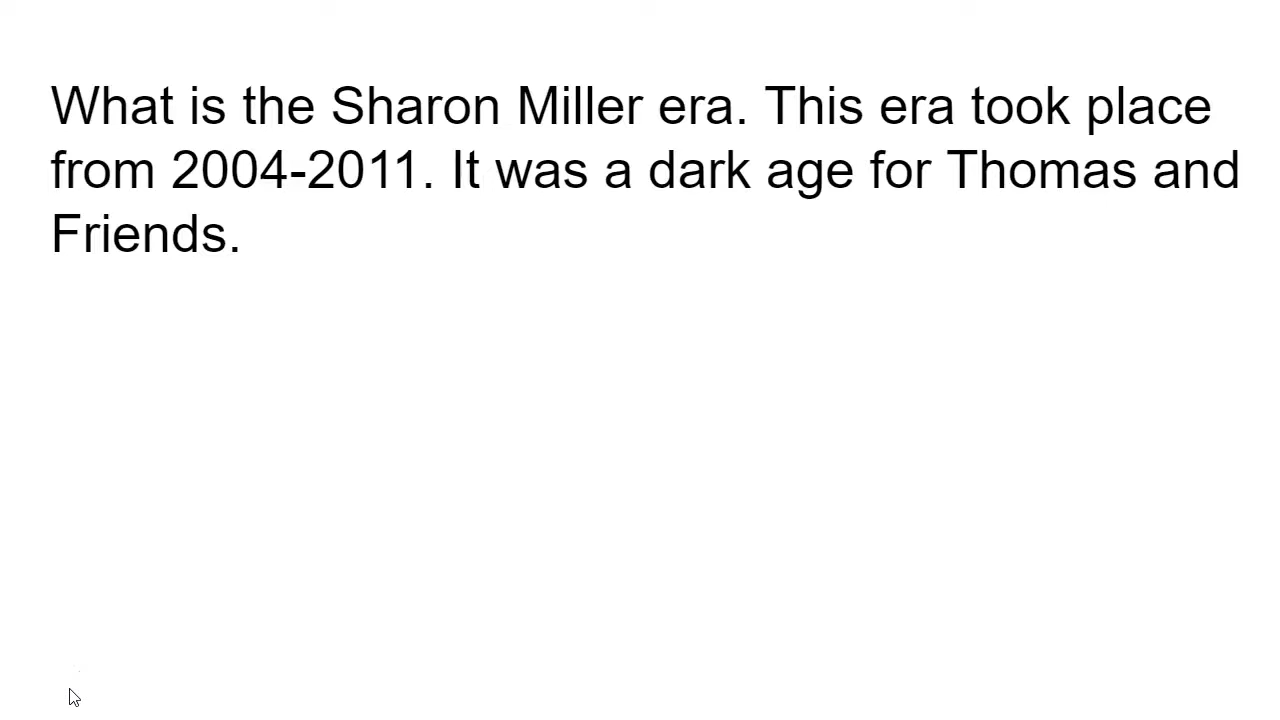 What is the Sharon Miller era. This era took place
from 2004-2011. It was a dark age for Thomas and
Friends.